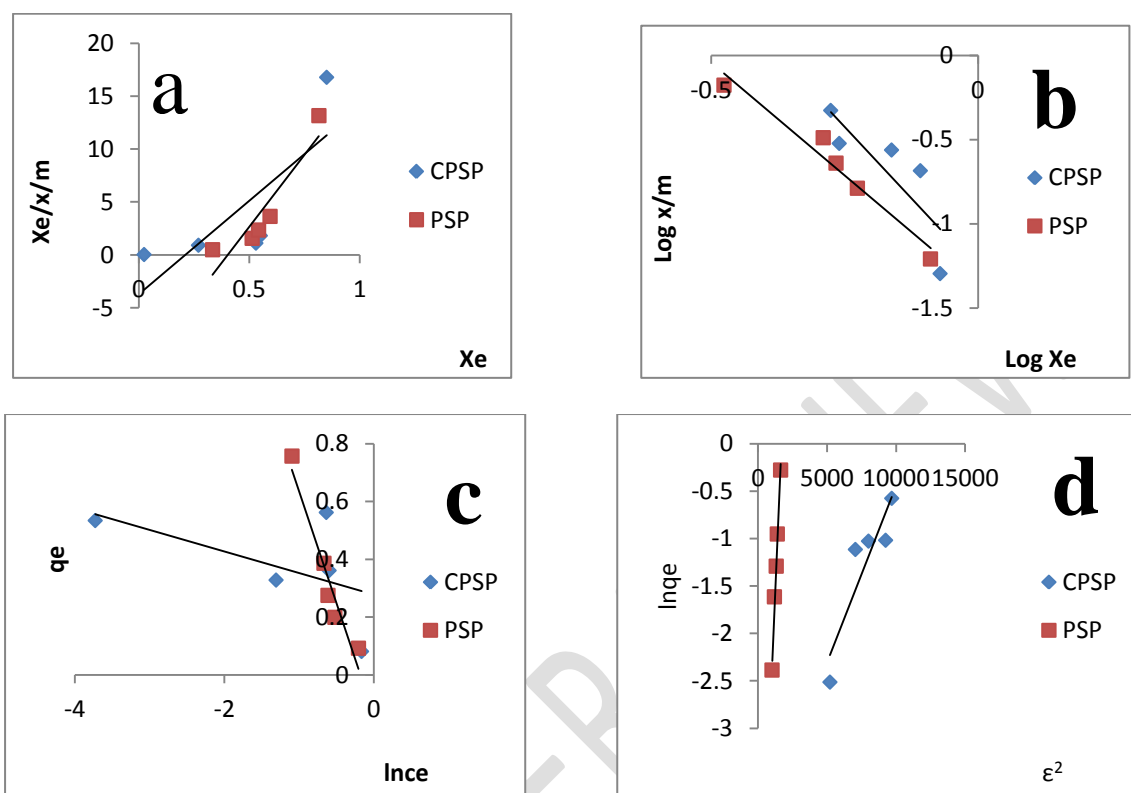 a
20
15
10
5
0
-5
0
0.5
1
Xe/x/m
Xe
CPSP
PSP
b
0
-0.5
0
-0.5
-1
-1.5
Log x/m
Log Xe
CPSP
PSP
c
0.8
0.6
0.4
0.2
0
-4
-2
0
qe
lnce
CPSP
PSP
d
0
-0.5
-1
-1.5
-2
-2.5
-3
0
5000
10000
15000
lnqe
ε²
CPSP
PSP